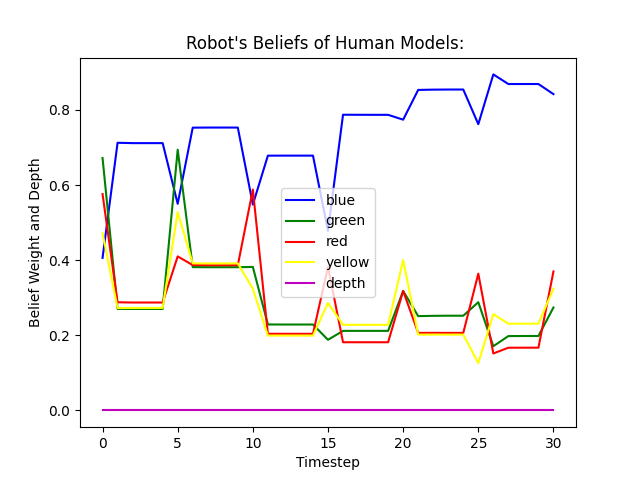 Robot's Beliefs of Human Models:
Belief Weight and Depth
0.8
0.6
0.4
0.2
0.0
blue
green
red
yellow
depth
0 5 10 15 20 25 30
Timestep